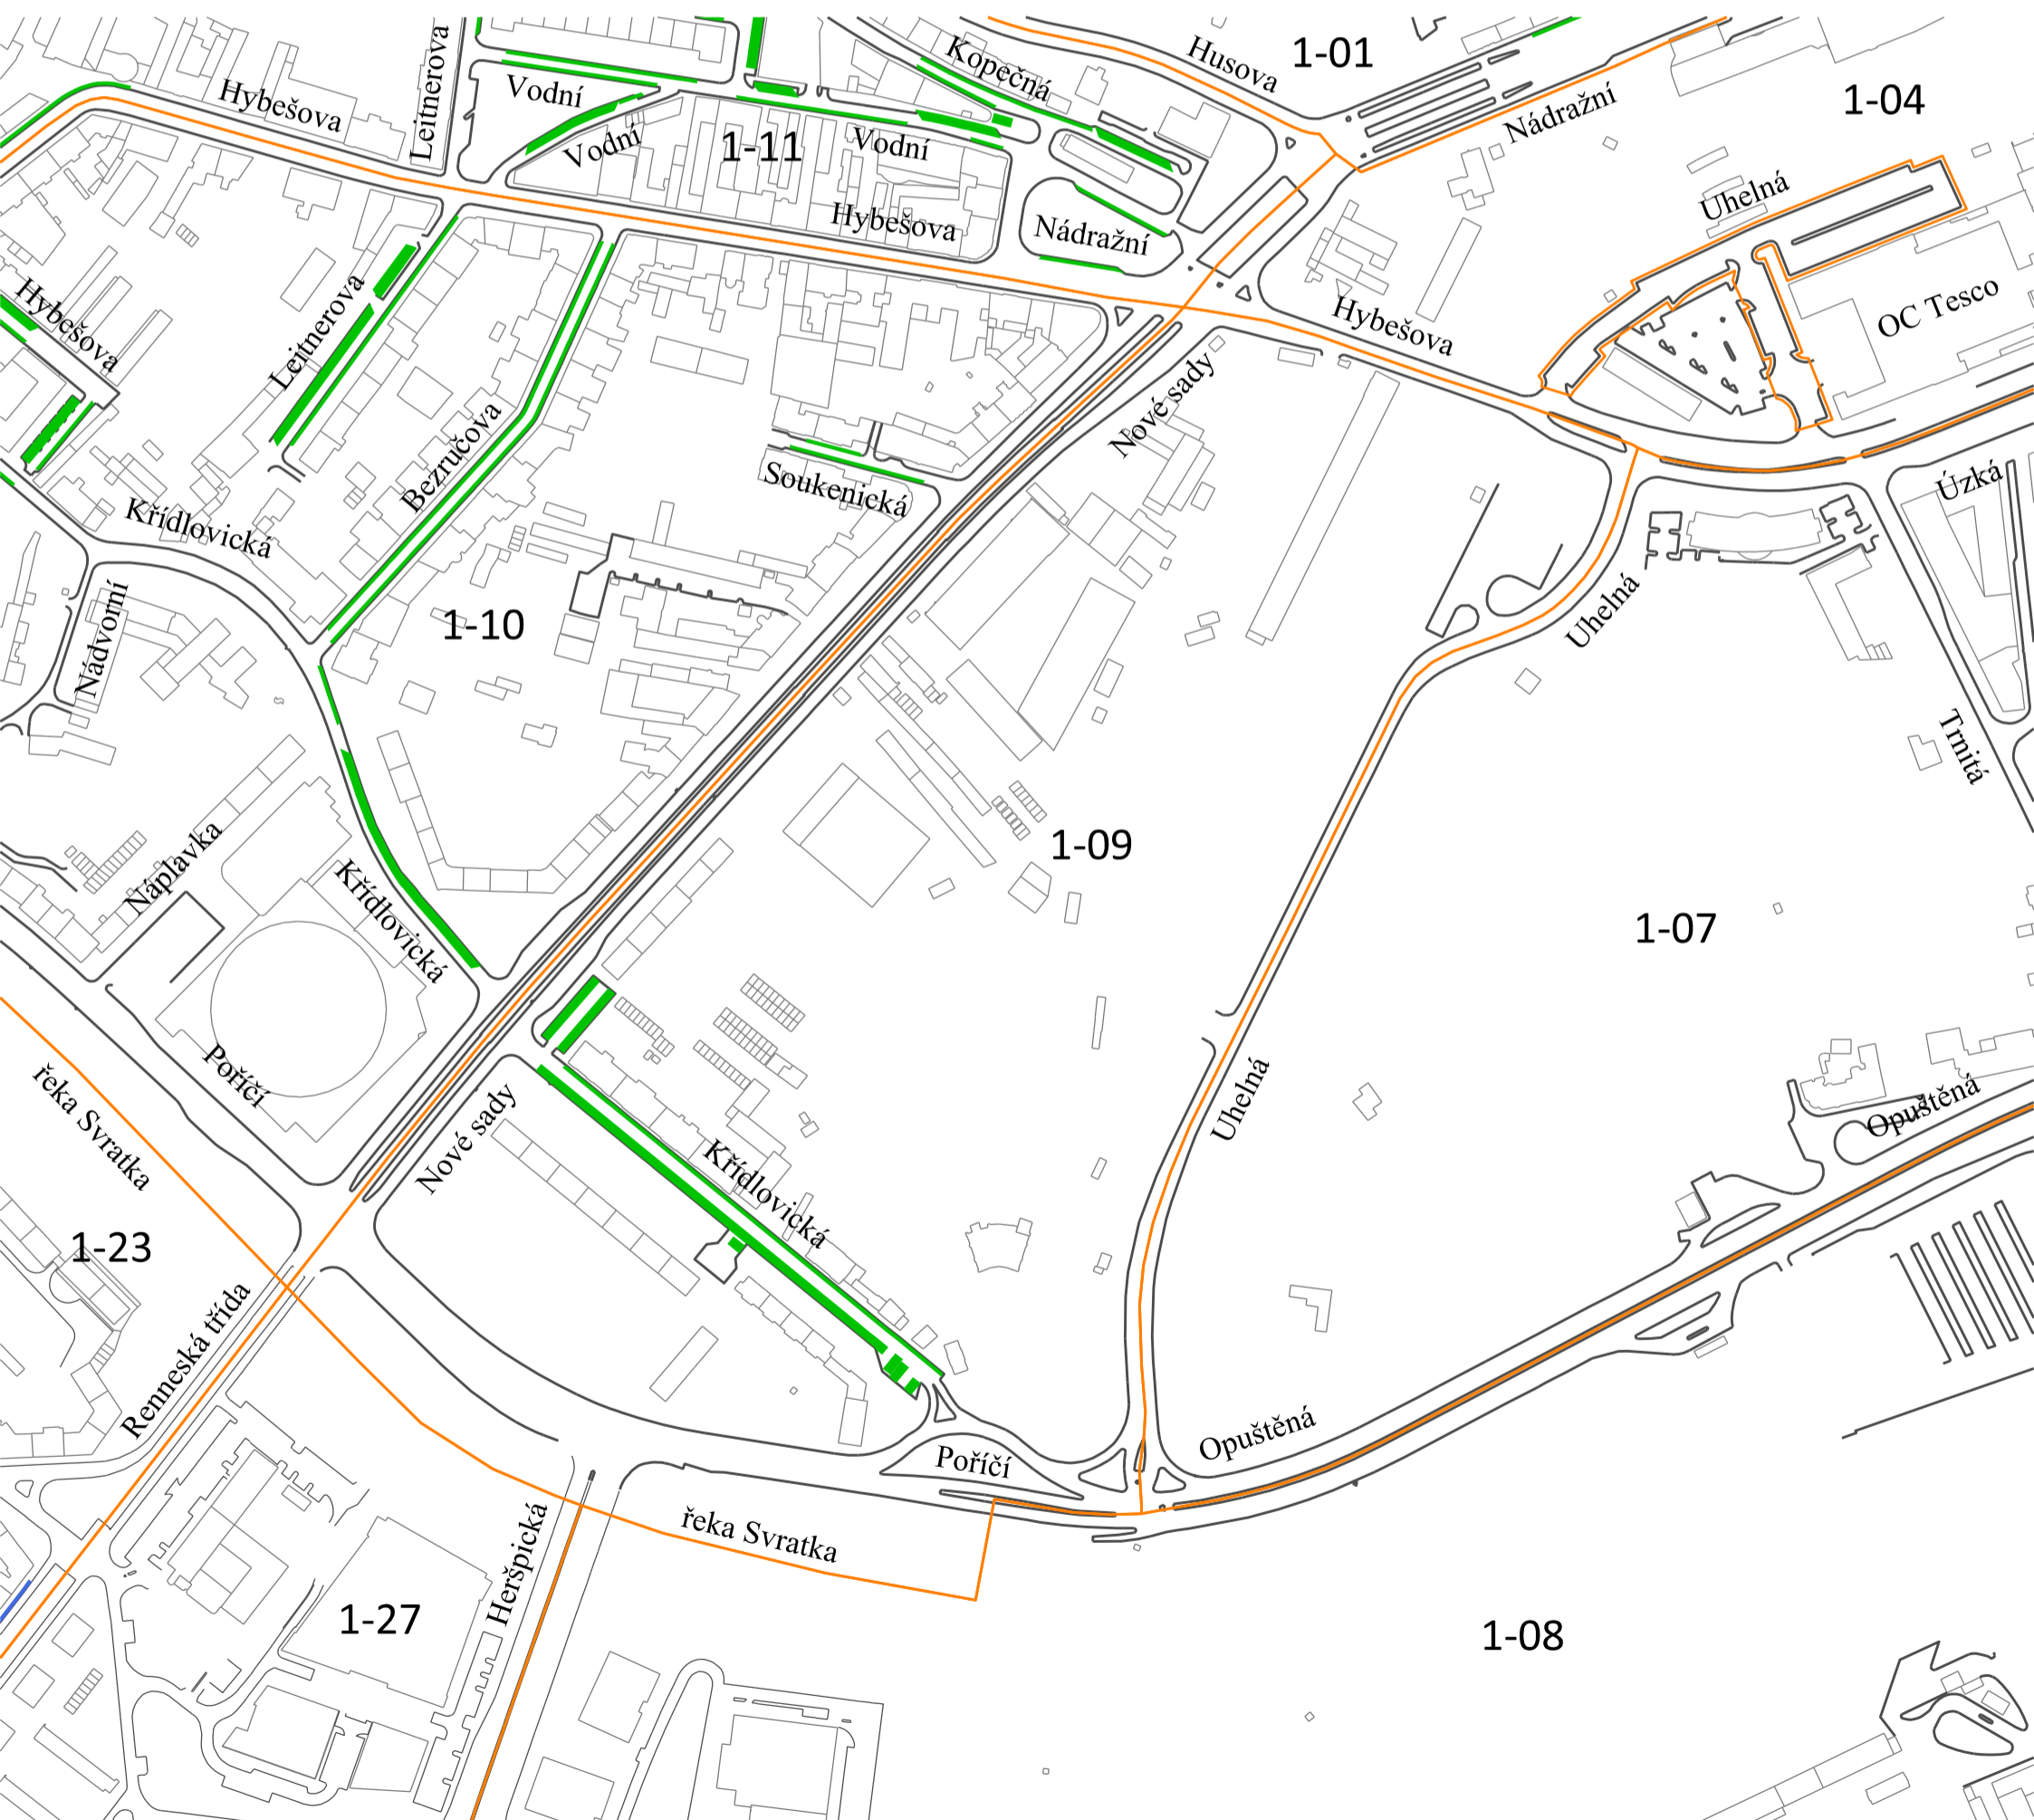 Husova
1-01
Kopečná
Leitnerova
Vodní
Hybešova
Nádražní
1-04
Vodní
1-11
Vodní
Uhelná
Hybešova
Nádražní
Hybešova
Leitnerova
Hybešova
OC Tesco
Nové sady
Bezručova
Soukenická
Úzká
Křídlovická
Uhelná
1-10
Nádvorní
Trnitá
1-09
Náplavka
Křídlovická
1-07
Poříčí
řeka Svratka
Uhelná
Opuštěná
Nové sady
Křídlovická
1-23
Renneská třída
Opuštěná
Poříčí
řeka Svratka
Heršpická
1-27
1-08